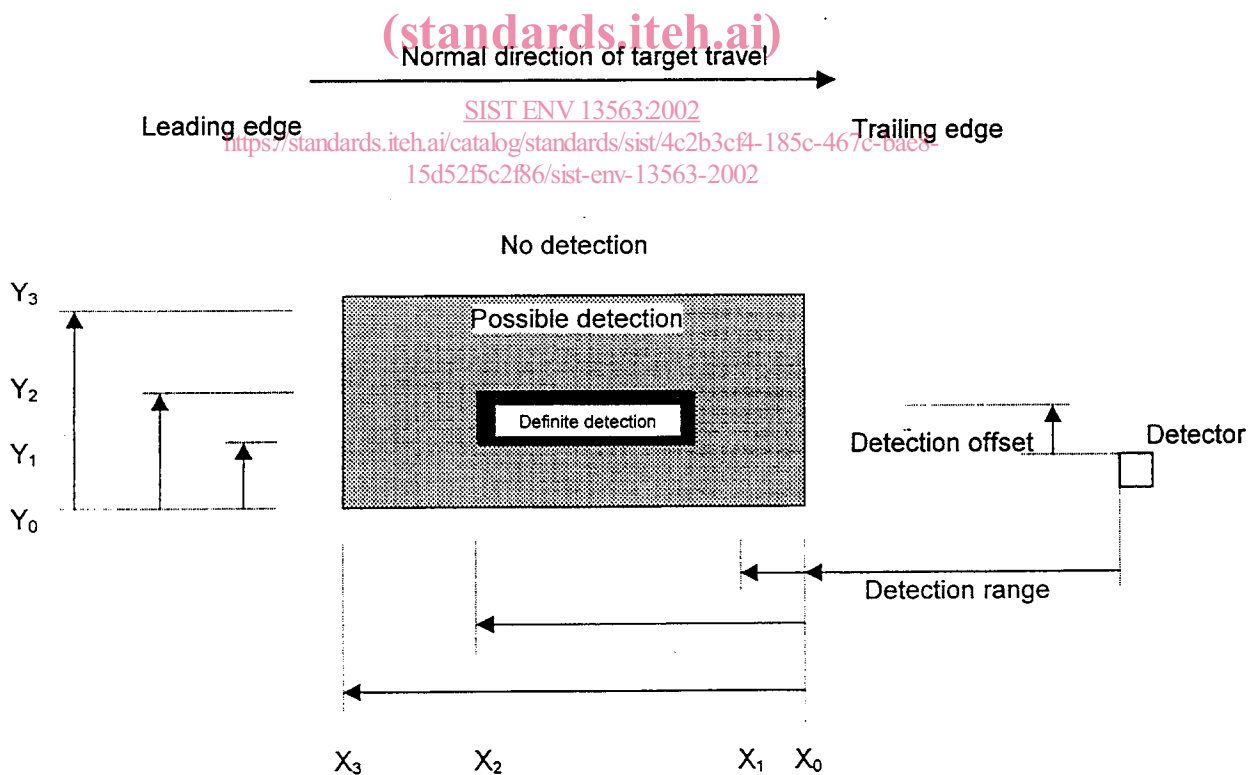 (standards.iteh.ai)
Normal direction of target travel
SIST ENV 13563:2002
Leading edge
Trailing edge
https://standards.iteh.ai/catalog/standards/sist/4c2b3cf4-185c-467c-bae8-
15d52f5c2f86/sist-env-13563-2002
No detection
Y₃
Possible detection
Y₂
Definite detection
Y₁
Detection offset
Detector
Y₀
Detection range
X₃ X₂ X₁ X₀